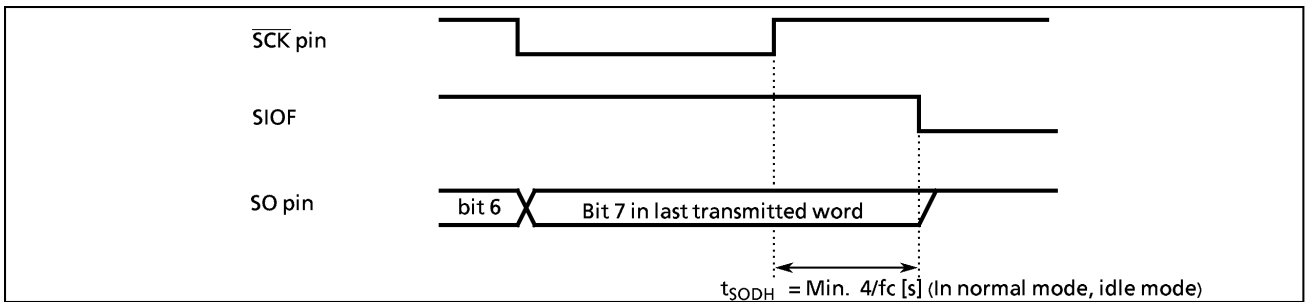 S̅C̅K̅ pin
SIOF
SO pin
bit 6
Bit 7 in last transmitted word
tSODH = Min. 4/fc [s] (In normal mode, idle mode)